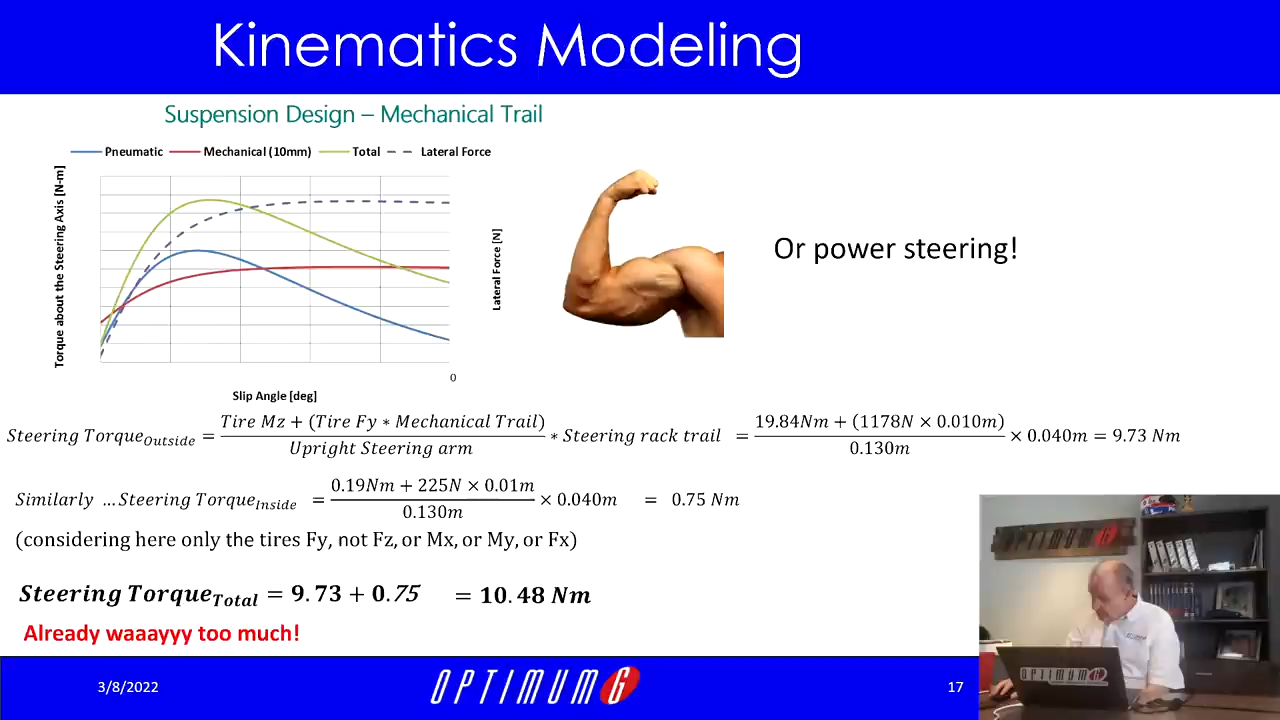 Kinematics Modeling
Suspension Design – Mechanical Trail
Pneumatic Mechanical (10mm) Total Lateral Force
Torque about the Steering Axis [N-m]
Lateral Force [N]
Or power steering!
0
Slip Angle [deg]
Steering Torque_Outside = (Tire Mz + (Tire Fy * Mechanical Trail)) / (Upright Steering arm) * Steering rack trail = (19.84Nm + (1178N × 0.010m)) / (0.130m) × 0.040m = 9.73 Nm
Similarly ...Steering Torque_Inside = (0.19Nm + 225N × 0.01m) / (0.130m) × 0.040m = 0.75 Nm
(considering here only the tires Fy, not Fz, or Mx, or My, or Fx)
Steering Torque_Total = 9.73 + 0.75 = 10.48 Nm
Already waaayyy too much!
3/8/2022
OPTIMUMG
17
OPTIMUMG
OPTIMUMG